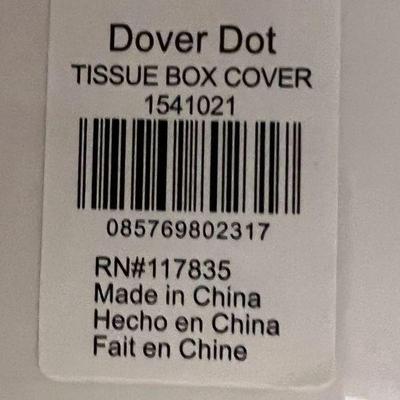 Dover Dot
TISSUE BOX COVER
1541021
085769802317
RN#117835
Made in China
Hecho en China
Fait en Chine